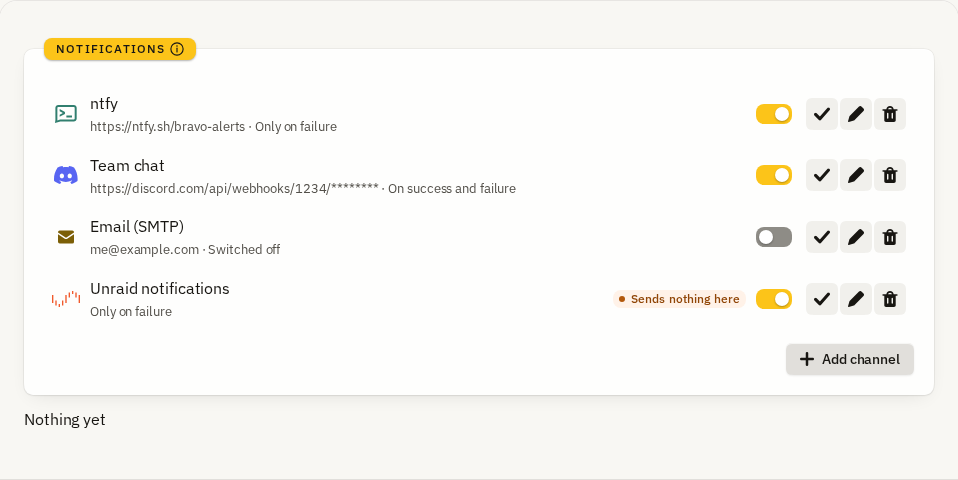 NOTIFICATIONS
ntfy
https://ntfy.sh/bravo-alerts · Only on failure
Team chat
https://discord.com/api/webhooks/1234/******** · On success and failure
Email (SMTP)
me@example.com · Switched off
Unraid notifications
Only on failure
Sends nothing here
Add channel
Nothing yet